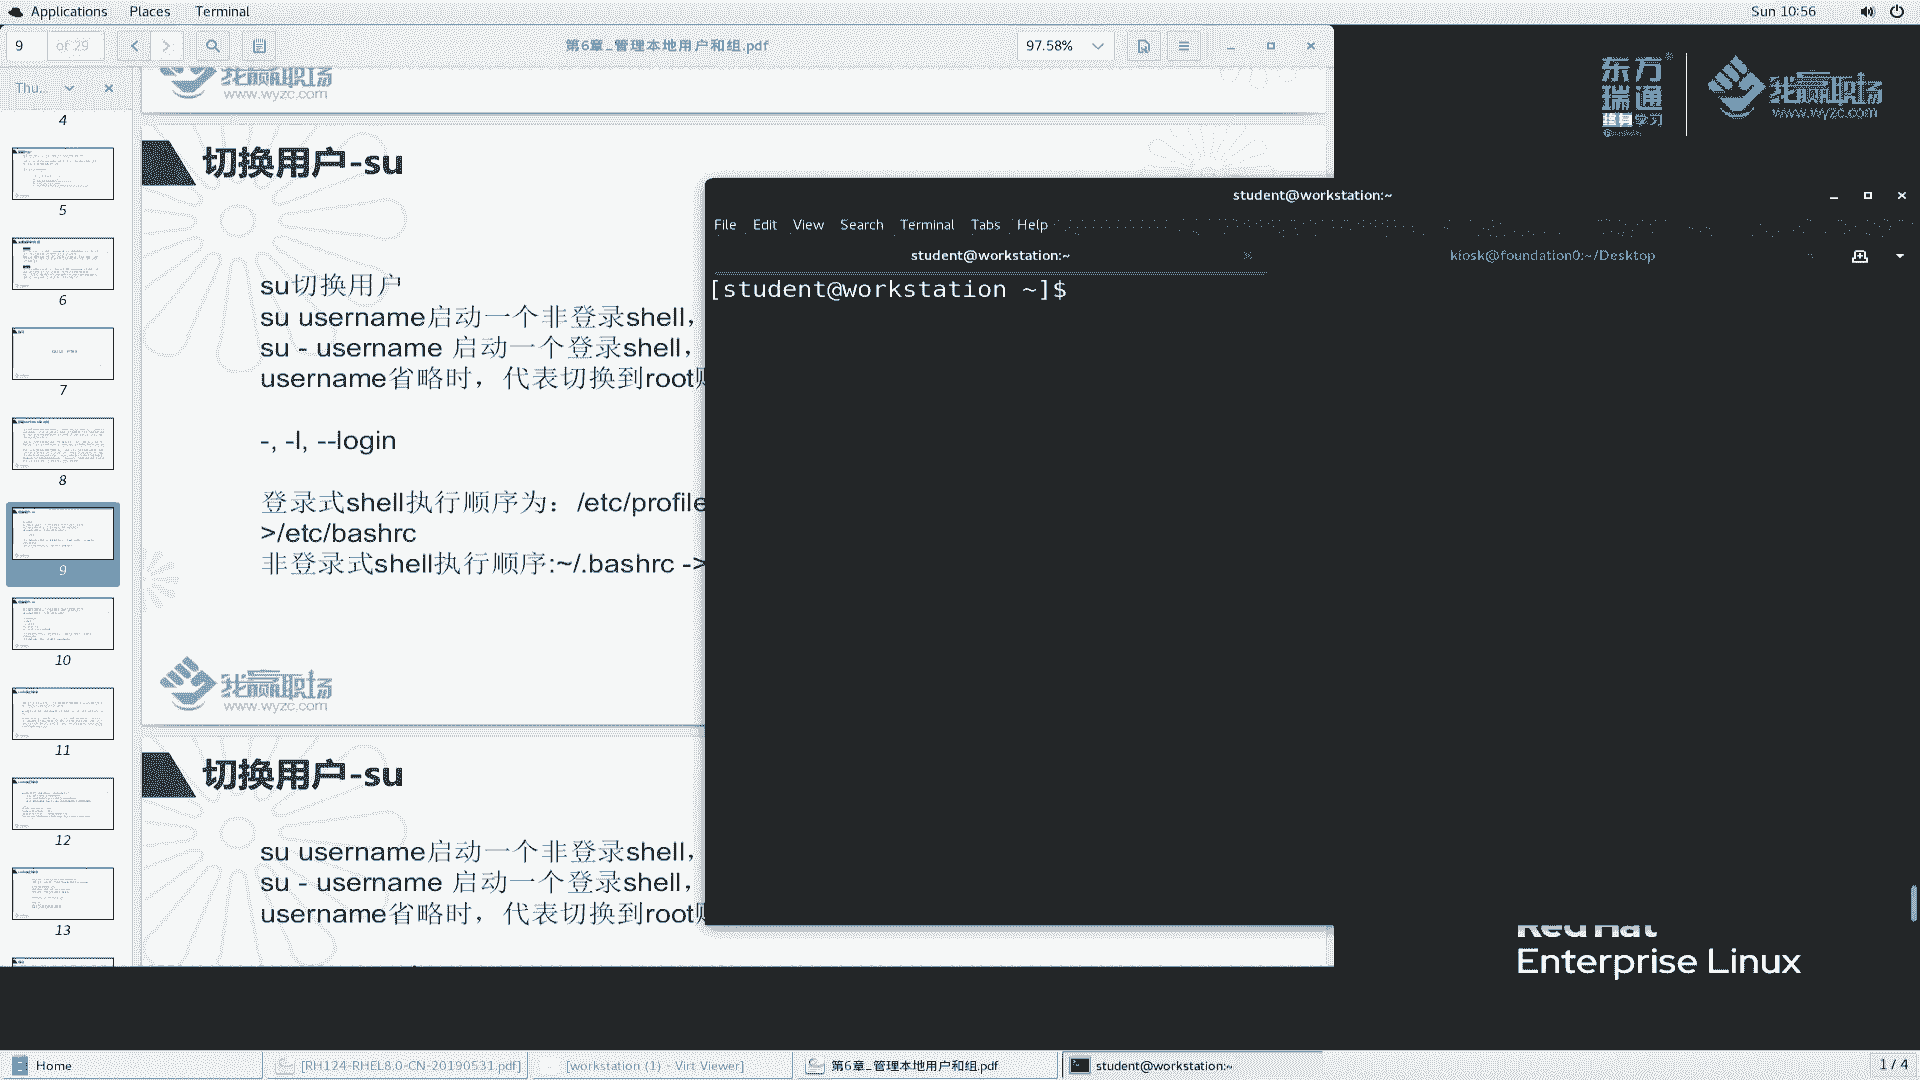 Applications Places Terminal
Sun 10:56
9 of 29
第6章_管理本地用户和组.pdf
97.58%
Thu...
4
5
6
7
8
9
10
11
12
13
我赢职场
www.wyzc.com
切换用户-su
su切换用户
su username启动一个非登录shell，
su - username 启动一个登录shell，
username省略时，代表切换到root
-, -l, --login
登录式shell执行顺序为：/etc/profile
>/etc/bashrc
非登录式shell执行顺序:~/.bashrc ->
我赢职场
www.wyzc.com
切换用户-su
su username启动一个非登录shell，
su - username 启动一个登录shell，
username省略时，代表切换到root
东方
瑞通
终身学习
我赢职场
www.wyzc.com
student@workstation:~
File Edit View Search Terminal Tabs Help
student@workstation:~
kiosk@foundation0:~/Desktop
[student@workstation ~]$
Red Hat
Enterprise Linux
Home
[RH124-RHEL8.0-CN-20190531.pdf]
[workstation (1) - Virt Viewer]
第6章_管理本地用户和组.pdf
student@workstation:~
1 / 4